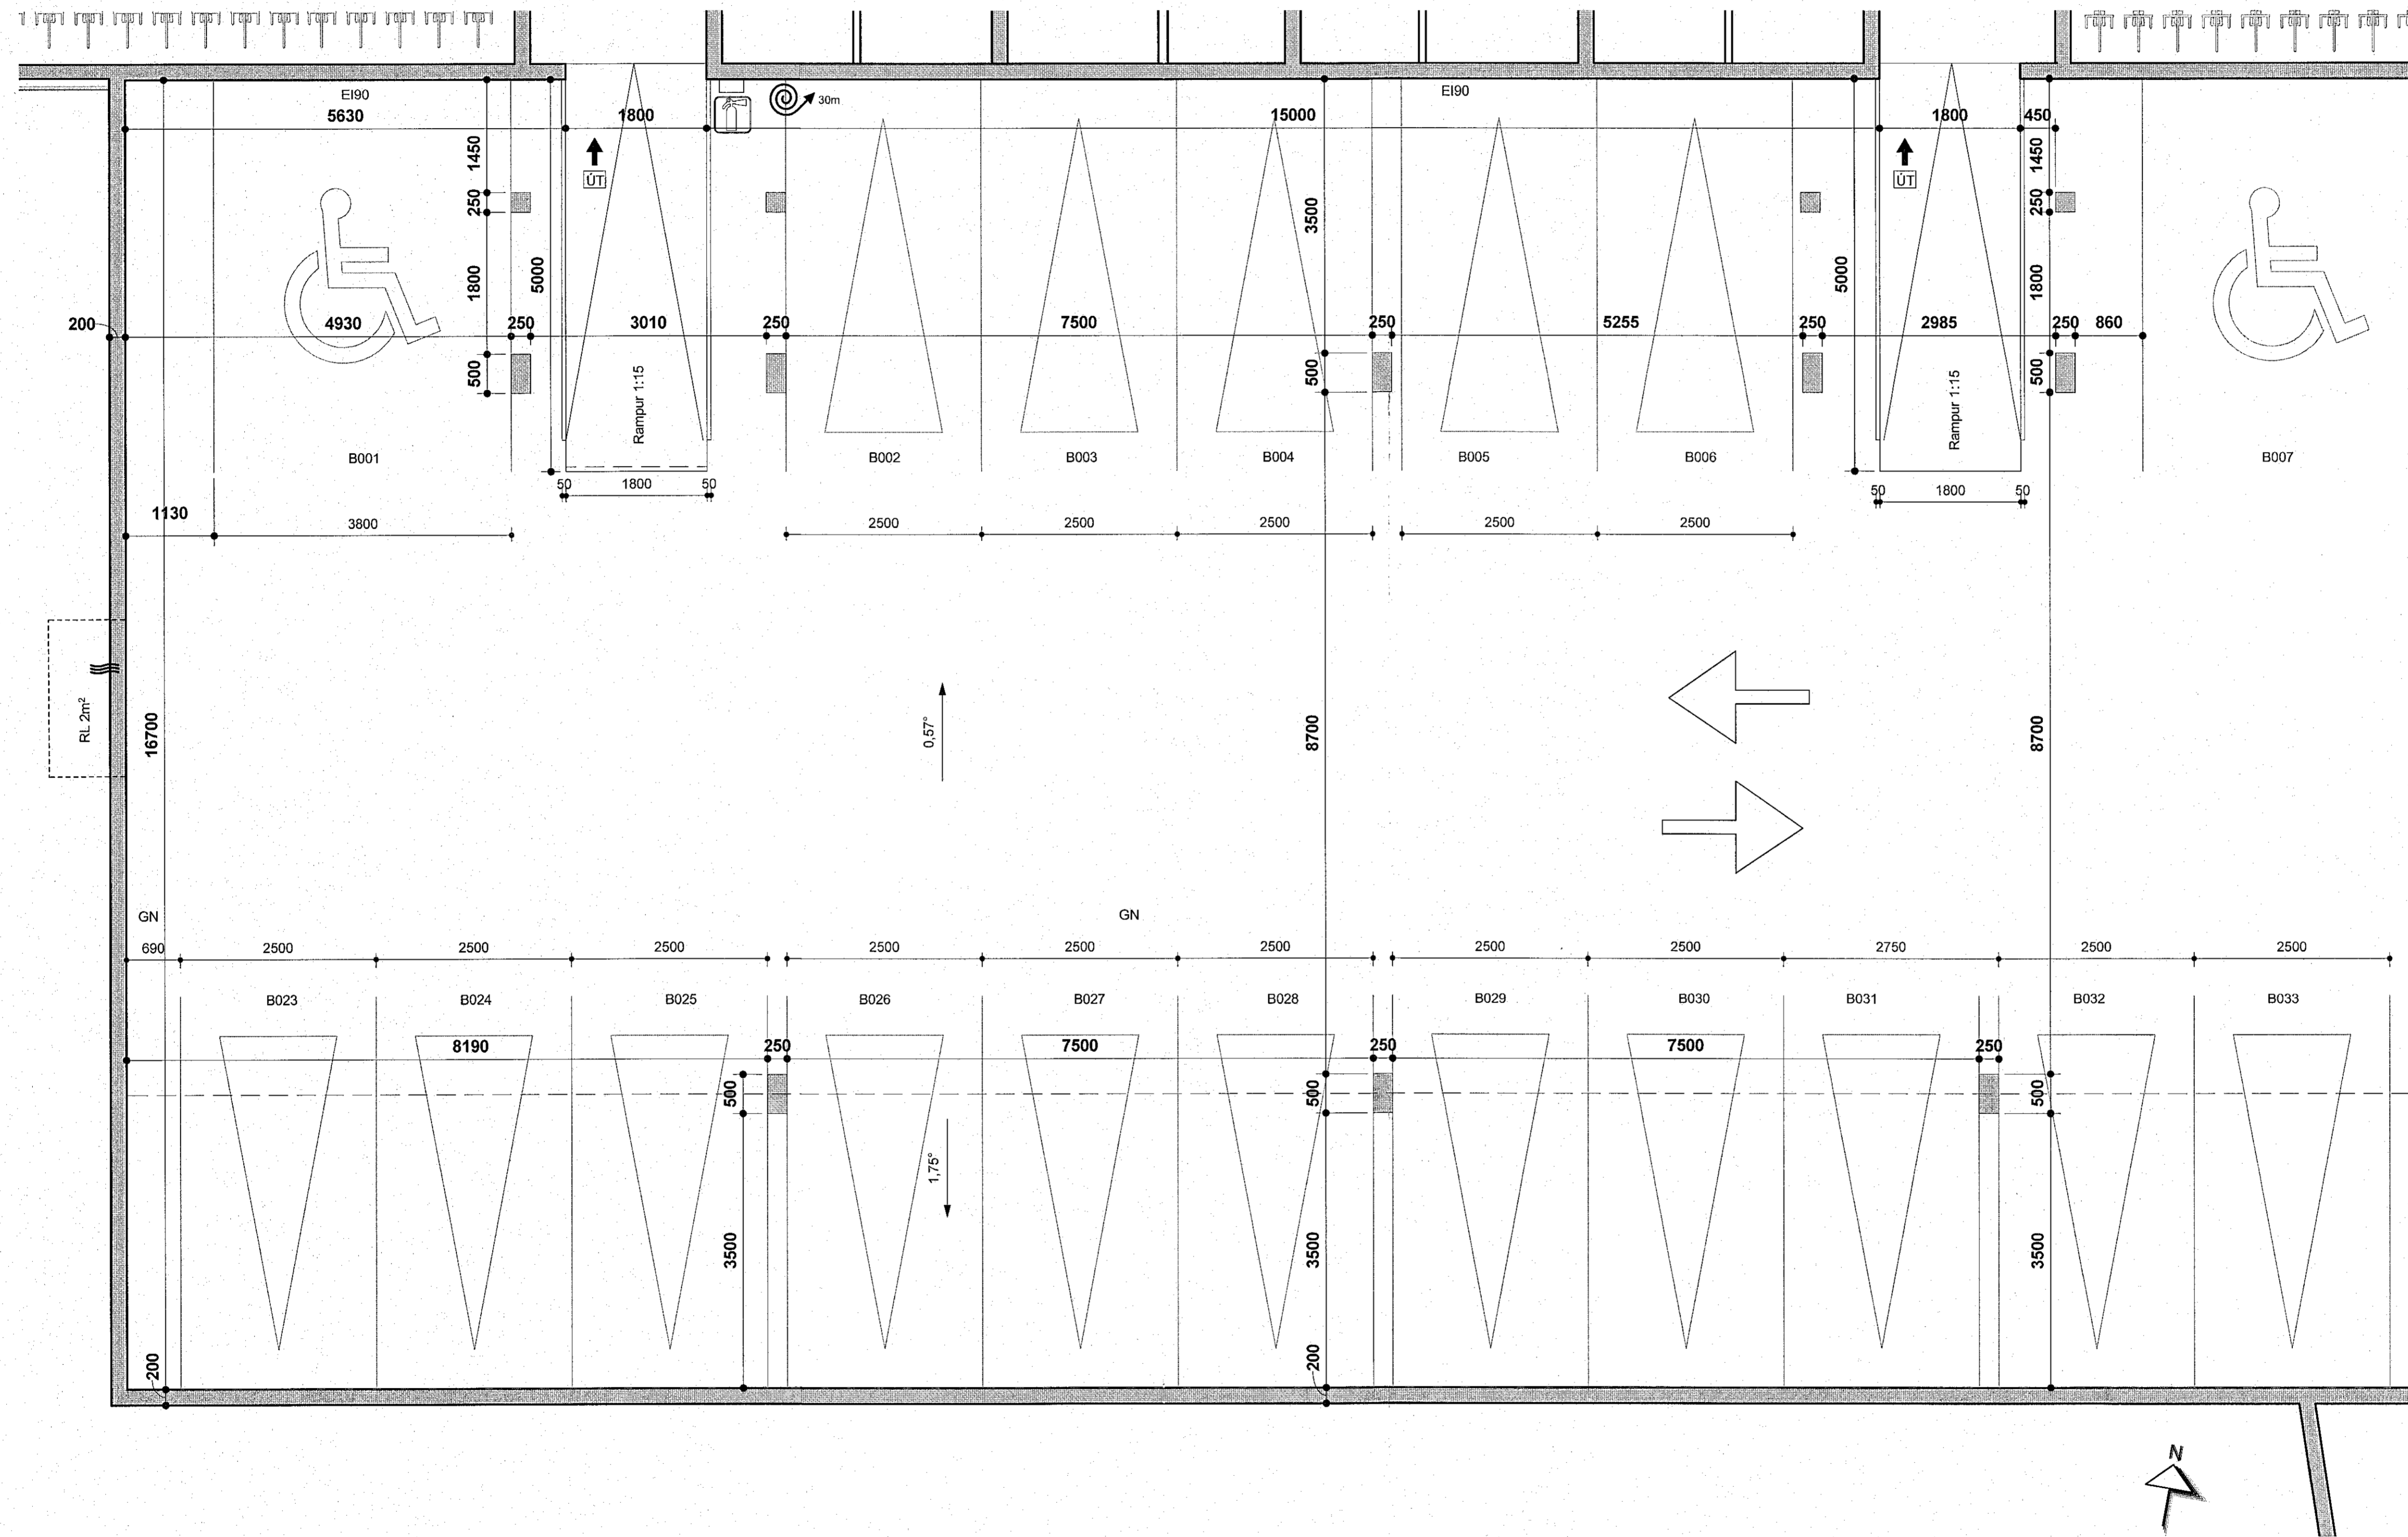 EI90
EI90
30m
5630
1800
15000
1800
450
1450
1450
ÚT
ÚT
250
3500
250
1800
5000
5000
1800
200
4930
250
3010
250
7500
250
5255
250
2985
250
860
500
500
500
Rampur 1:15
Rampur 1:15
B001
B002
B003
B004
B005
B006
B007
50
1800
50
50
1800
50
1130
3800
2500
2500
2500
2500
2500
RL 2m²
16700
0,57°
8700
8700
GN
GN
690
2500
2500
2500
2500
2500
2500
2500
2500
2750
2500
2500
B023
B024
B025
B026
B027
B028
B029
B030
B031
B032
B033
8190
250
7500
250
7500
250
500
500
500
1,75°
3500
3500
3500
200
200
N